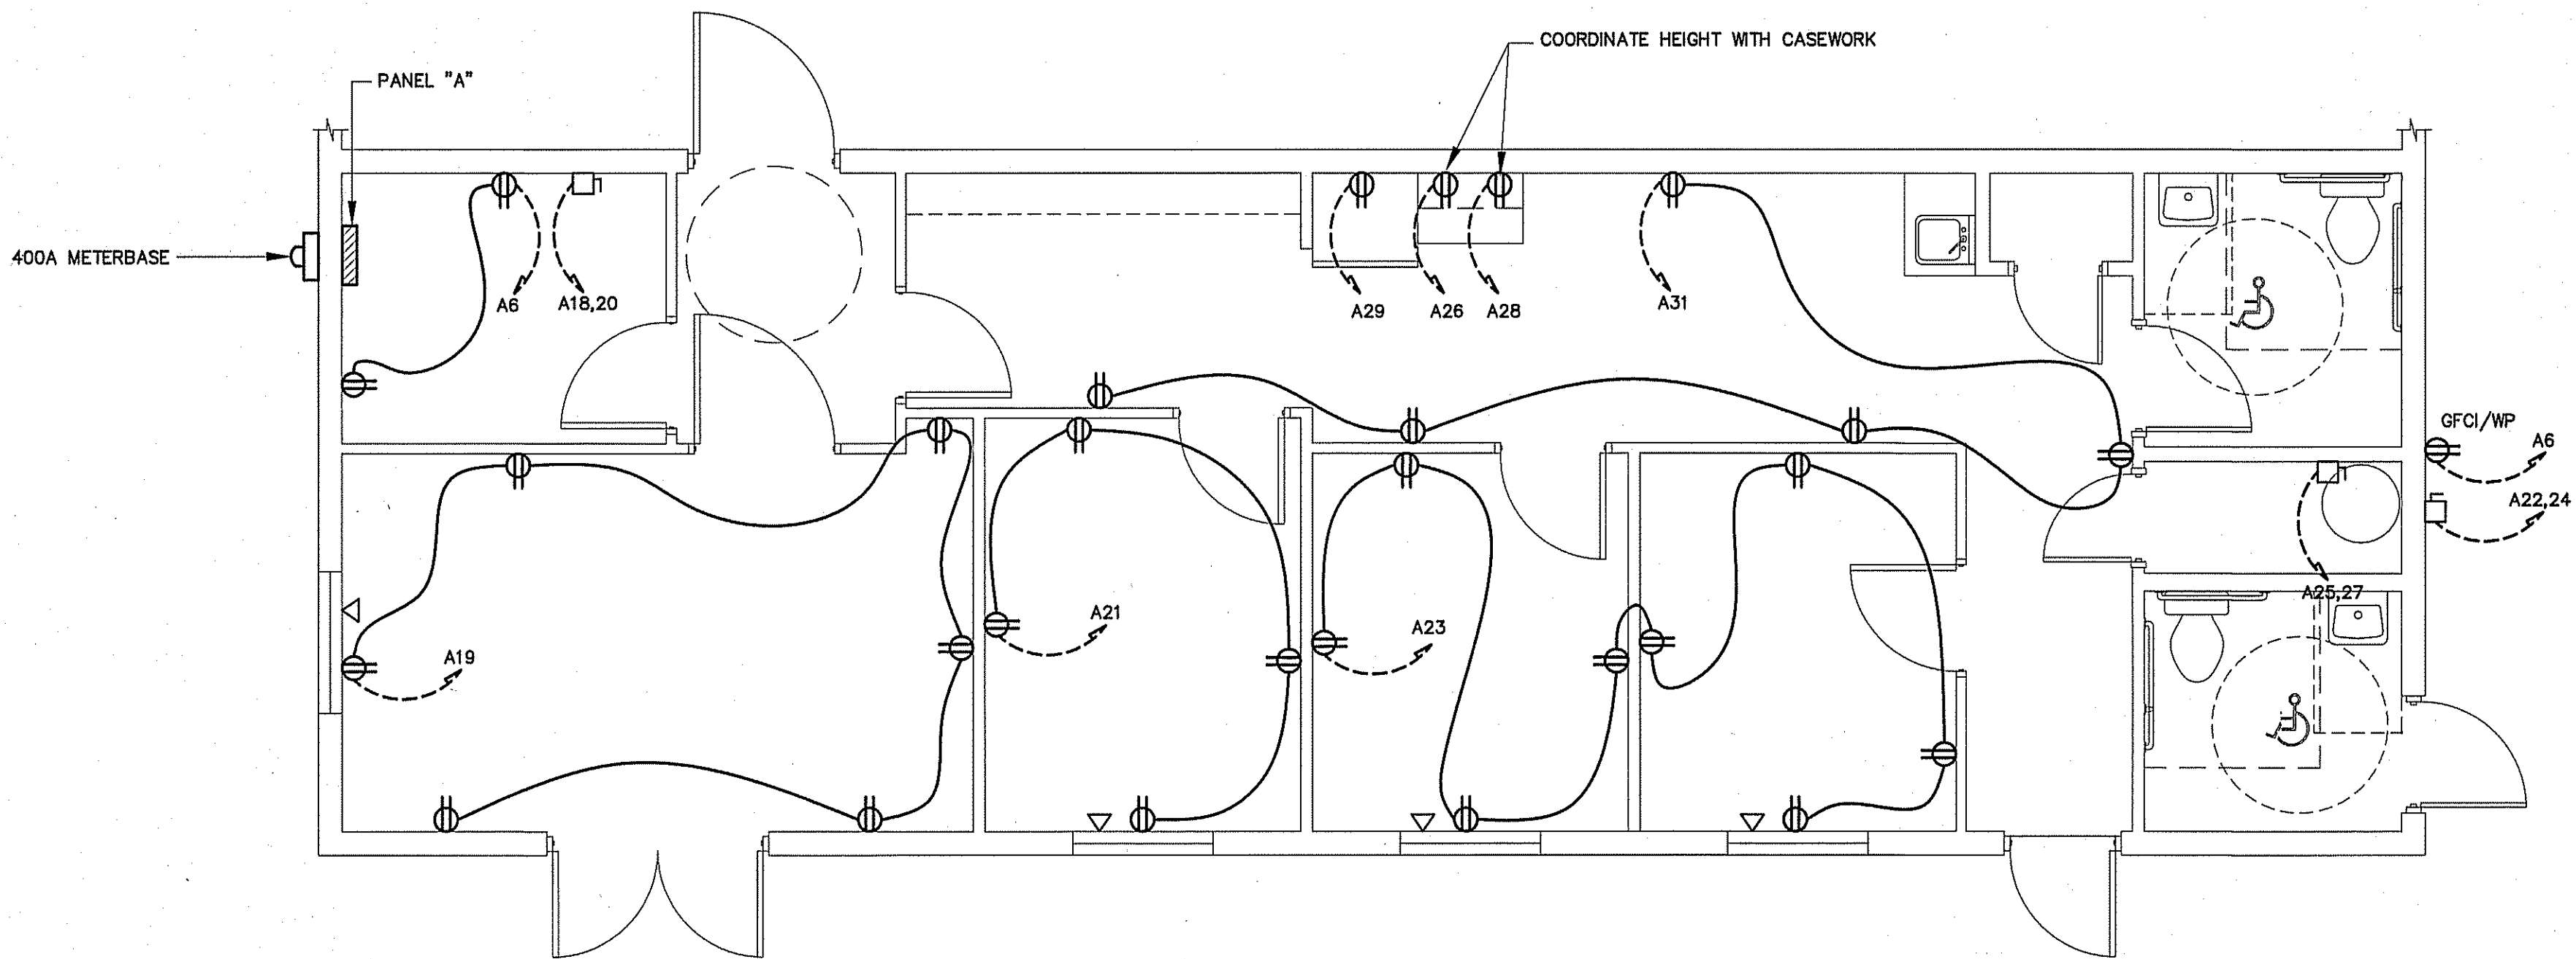 COORDINATE HEIGHT WITH CASEWORK
PANEL "A"
400A METERBASE
A6
A18,20
A29
A26
A28
A31
GFCI/WP
A6
A22,24
A25,27
A21
A23
A19